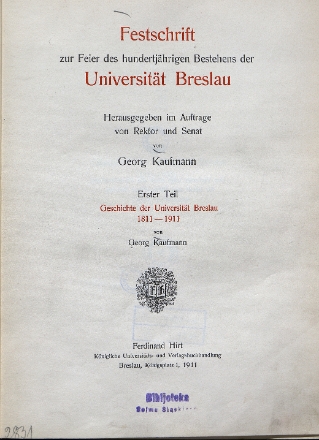 Festschrift
zur Feier des hundertjährigen Bestehens der
Universität Breslau
Herausgegeben im Auftrage
von Rektor und Senat
von
Georg Kaufmann
Erster Teil
Geschichte der Universität Breslau
1811—1911
von
Georg Kaufmann
Ferdinand Hirt
Königliche Universitäts- und Verlagsbuchhandlung
Breslau, Königsplatz 1, 1911
Biblioteka